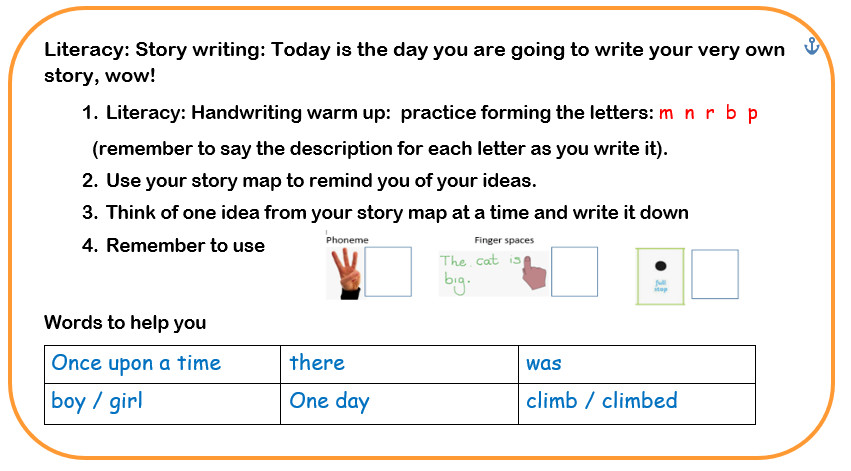 Literacy: Story writing: Today is the day you are going to write your very own
story, wow!
1. Literacy: Handwriting warm up: practice forming the letters: m n r b p
(remember to say the description for each letter as you write it).
2. Use your story map to remind you of your ideas.
3. Think of one idea from your story map at a time and write it down
4. Remember to use
Phoneme
Finger spaces
The cat is
big.
full
stop
Words to help you
Once upon a time there was
boy / girl One day climb / climbed